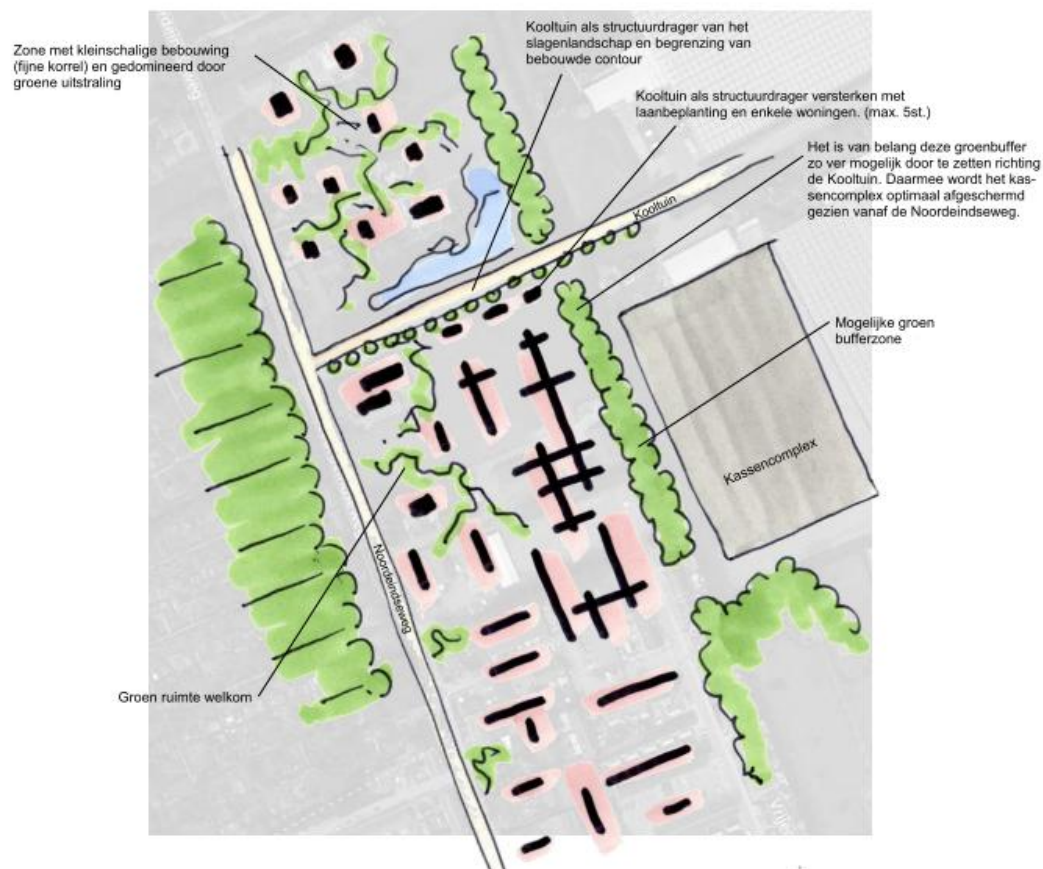 Zone met kleinschalige bebouwing
(fijne korrel) en gedomineerd door
groene uitstraling
Kooltuin als structuurdrager van het
slagenlandschap en begrenzing van
bebouwde contour
Kooltuin als structuurdrager versterken met
laanbeplanting en enkele woningen. (max. 5st.)
Het is van belang deze groenbuffer
zo ver mogelijk door te zetten richting
de Kooltuin. Daarmee wordt het kas-
sencomplex optimaal afgeschermd
gezien vanaf de Noordeindseweg.
Kooltuin
Mogelijke groen
bufferzone
Kassencomplex
Noordeindseweg
Groen ruimte welkom